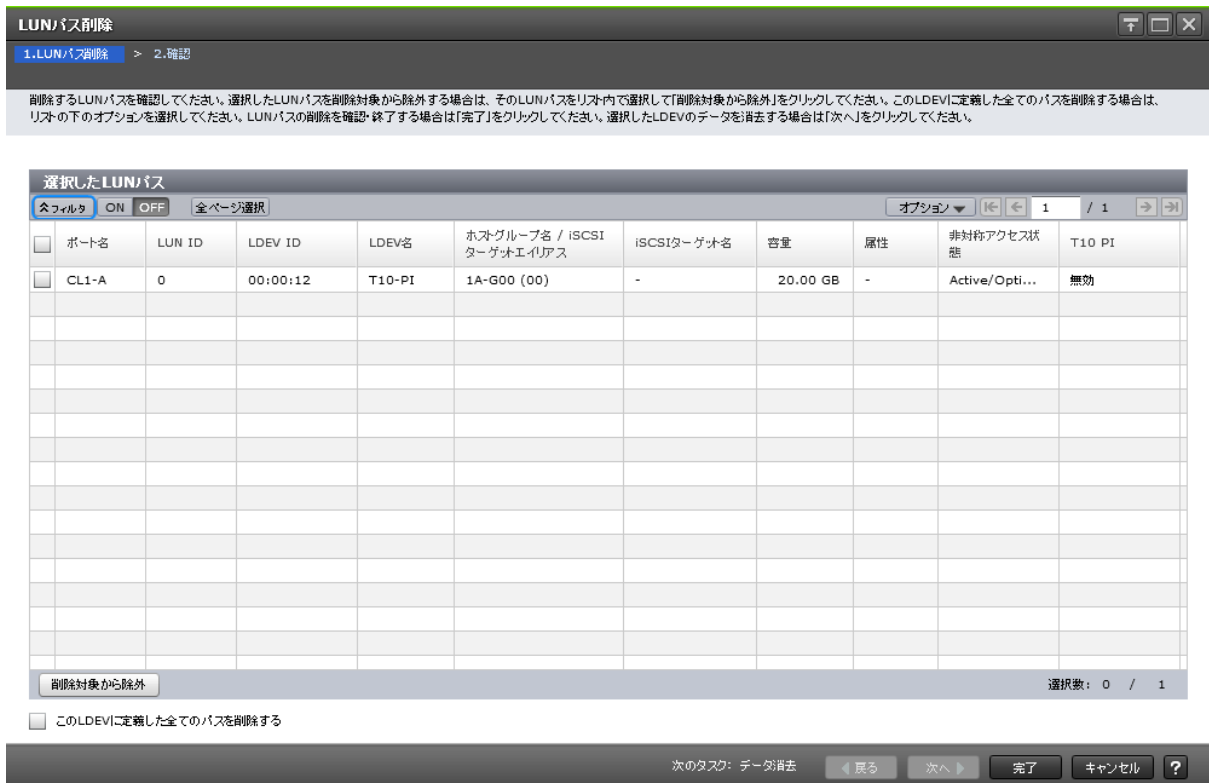 LUNパス削除
1.LUNパス削除 > 2.確認
削除するLUNパスを確認してください。選択したLUNパスを削除対象から除外する場合は、そのLUNパスをリスト内で選択して「削除対象から除外」をクリックしてください。このLDEVに定義した全てのパスを削除する場合は、
リストの下のオプションを選択してください。LUNパスの削除を確認・終了する場合は「完了」をクリックしてください。選択したLDEVのデータを消去する場合は「次へ」をクリックしてください。
選択したLUNパス
フィルタ ON OFF 全ページ選択 オプション 1 / 1
ポート名 LUN ID LDEV ID LDEV名 ホストグループ名 / iSCSI iSCSIターゲット名 容量 属性 非対称アクセス状 T10 PI
ターゲットエイリアス 態
CL1-A 0 00:00:12 T10-PI 1A-G00 (00) - 20.00 GB - Active/Opti... 無効
削除対象から除外 選択数: 0 / 1
このLDEVに定義した全てのパスを削除する
次のタスク: データ消去 戻る 次へ 完了 キャンセル ?